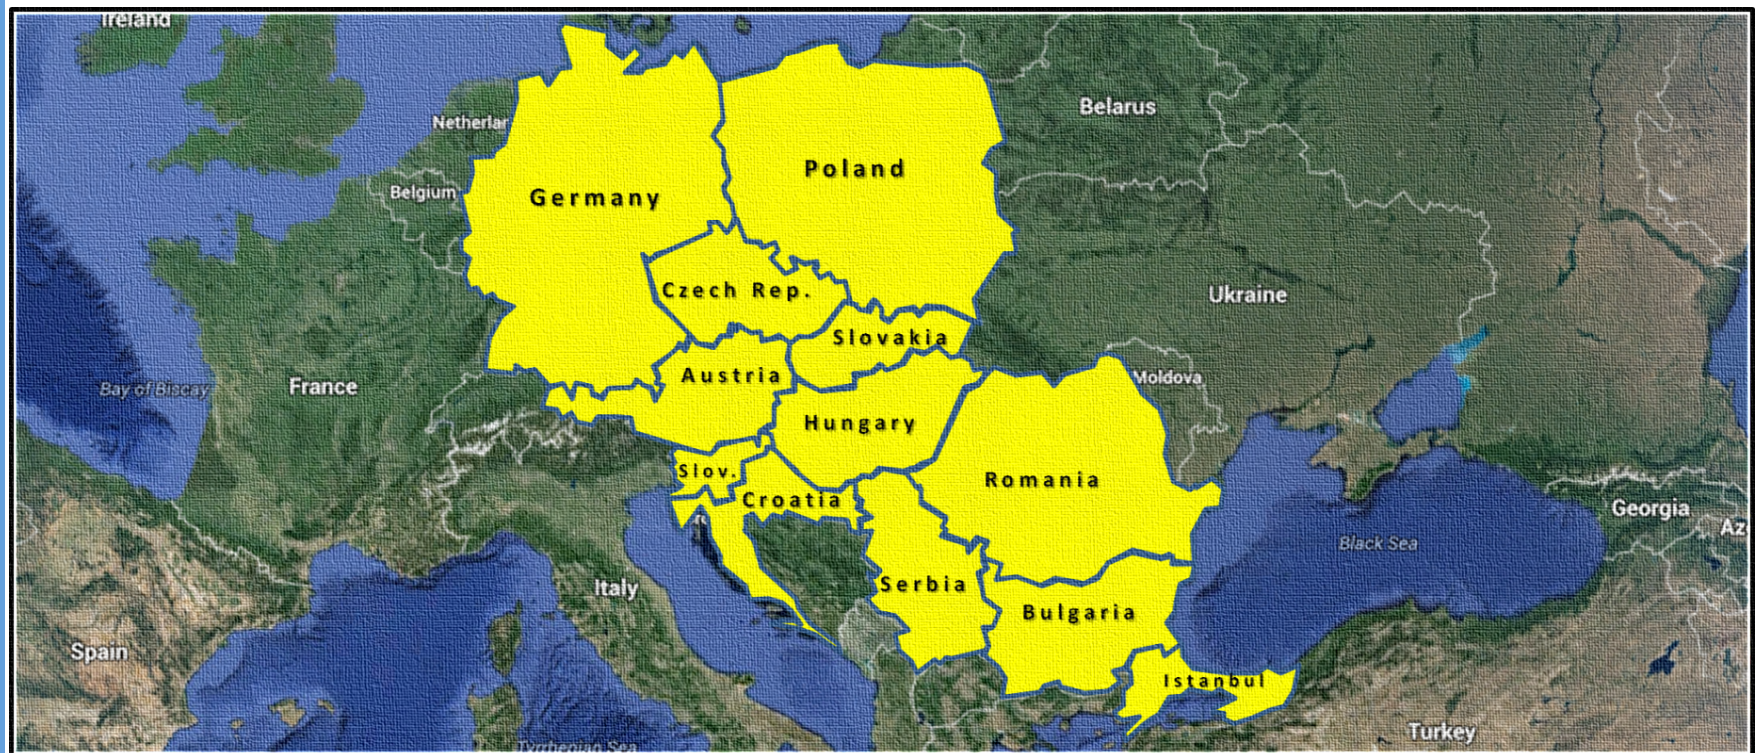 Ireland
Belarus
Netherlar
Poland
Belgium
Germany
Czech Rep.
Ukraine
Slovakia
Austria
Moldova
Bay of Biscay
France
Hungary
Slov.
Romania
Croatia
Georgia
Az
Black Sea
Serbia
Italy
Bulgaria
Spain
Istanbul
Turkey
Tyrrhenian Sea